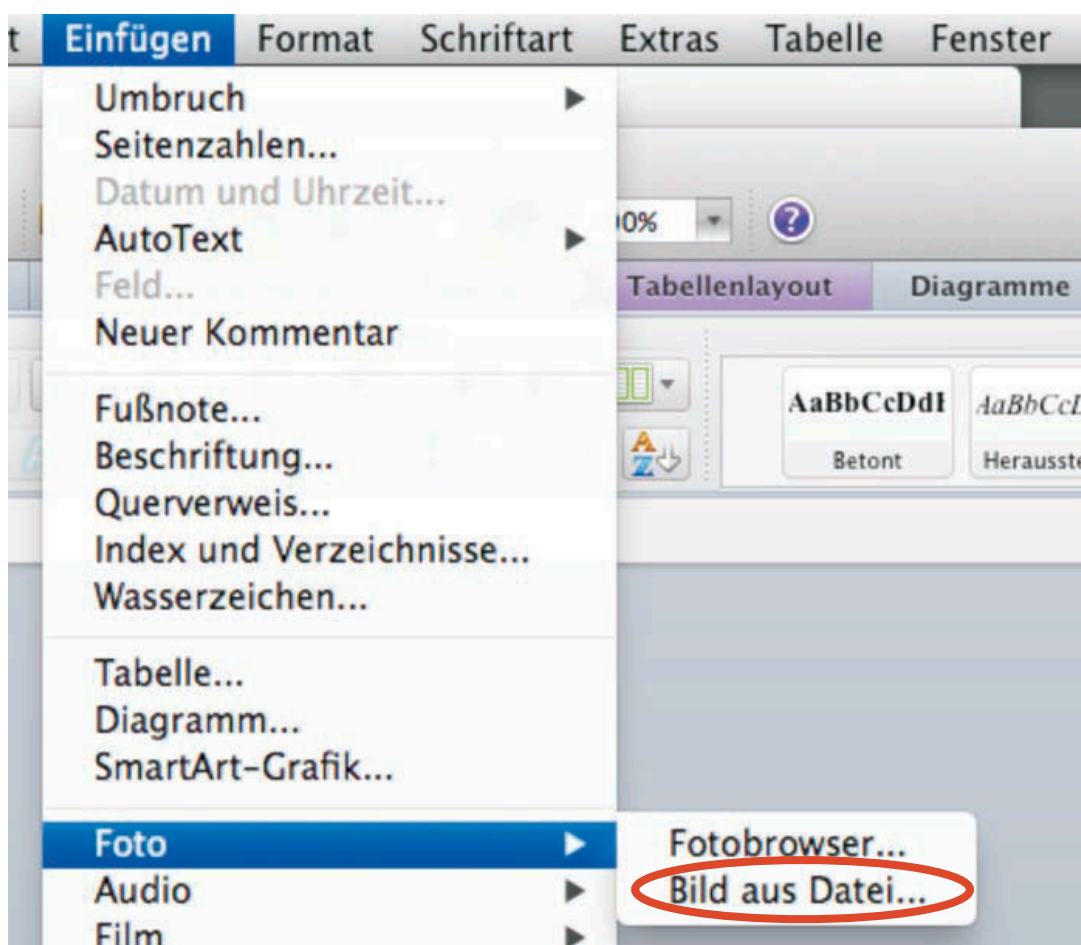 t Einfügen Format Schriftart Extras Tabelle Fenster
Umbruch
Seitenzahlen...
Datum und Uhrzeit...
AutoText
Feld...
Neuer Kommentar
Fußnote...
Beschriftung...
Querverweis...
Index und Verzeichnisse...
Wasserzeichen...
Tabelle...
Diagramm...
SmartArt-Grafik...
Foto
Audio
Film
Fotobrowser...
Bild aus Datei...
0%
?
Tabellenlayout Diagramme
AaBbCcDdI AaBbCcD
Betont Herausste
A
Z